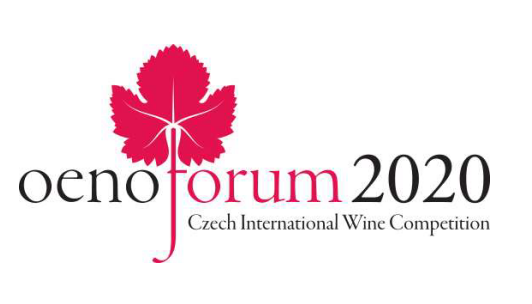 oenoforum 2020
Czech International Wine Competition